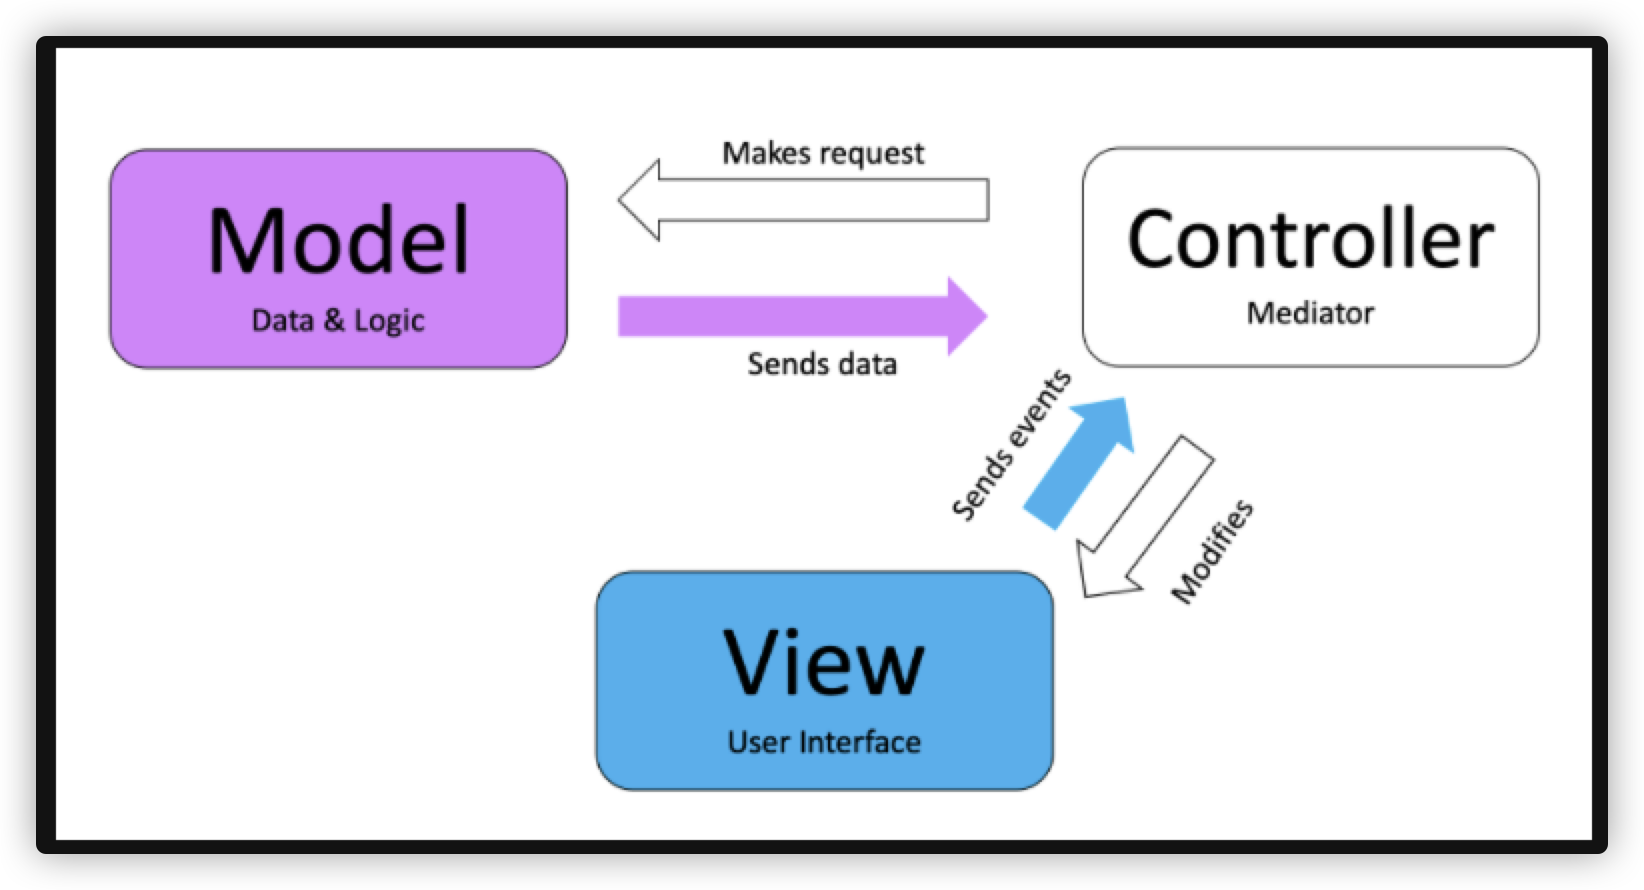 Makes request
Model
Data & Logic
Controller
Mediator
Sends data
Sends events
Modifies
View
User Interface